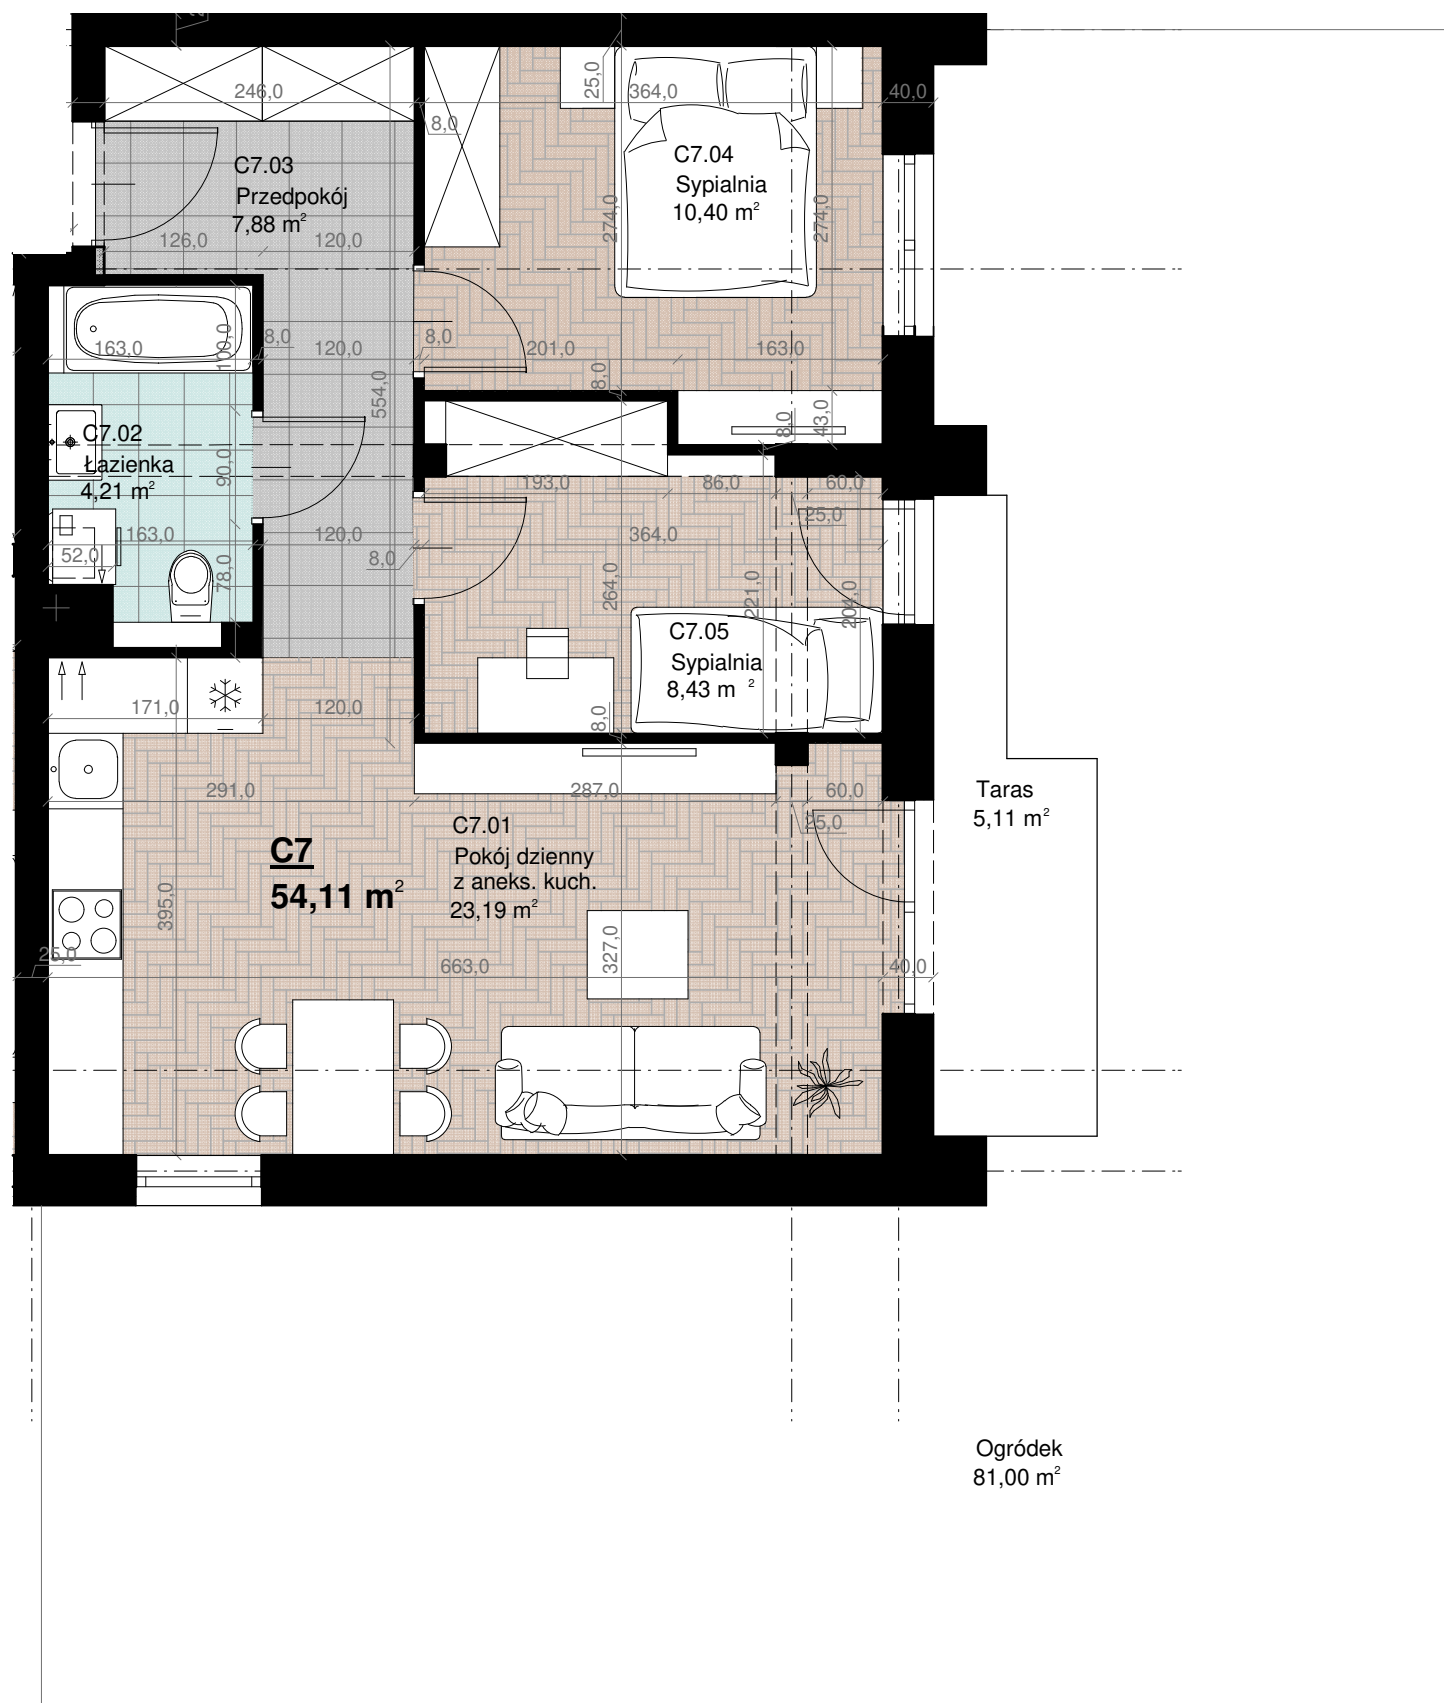 246,0
25,0
364,0
40,0
8,0
C7.03
Przedpokój
7,88 m²
C7.04
Sypialnia
10,40 m²
274,0
274,0
126,0
120,0
163,0
100,0
8,0
120,0
8,0
201,0
163,0
8,0
554,0
8,0
43,0
C7.02
Łazienka
4,21 m²
90,0
193,0
86,0
60,0
25,0
163,0
120,0
364,0
52,0
78,0
8,0
264,0
221,0
204,0
C7.05
Sypialnia
8,43 m²
171,0
120,0
8,0
291,0
287,0
60,0
25,0
Taras
5,11 m²
C7
54,11 m²
C7.01
Pokój dzienny
z aneks. kuch.
23,19 m²
395,0
327,0
25,0
663,0
40,0
Ogródek
81,00 m²